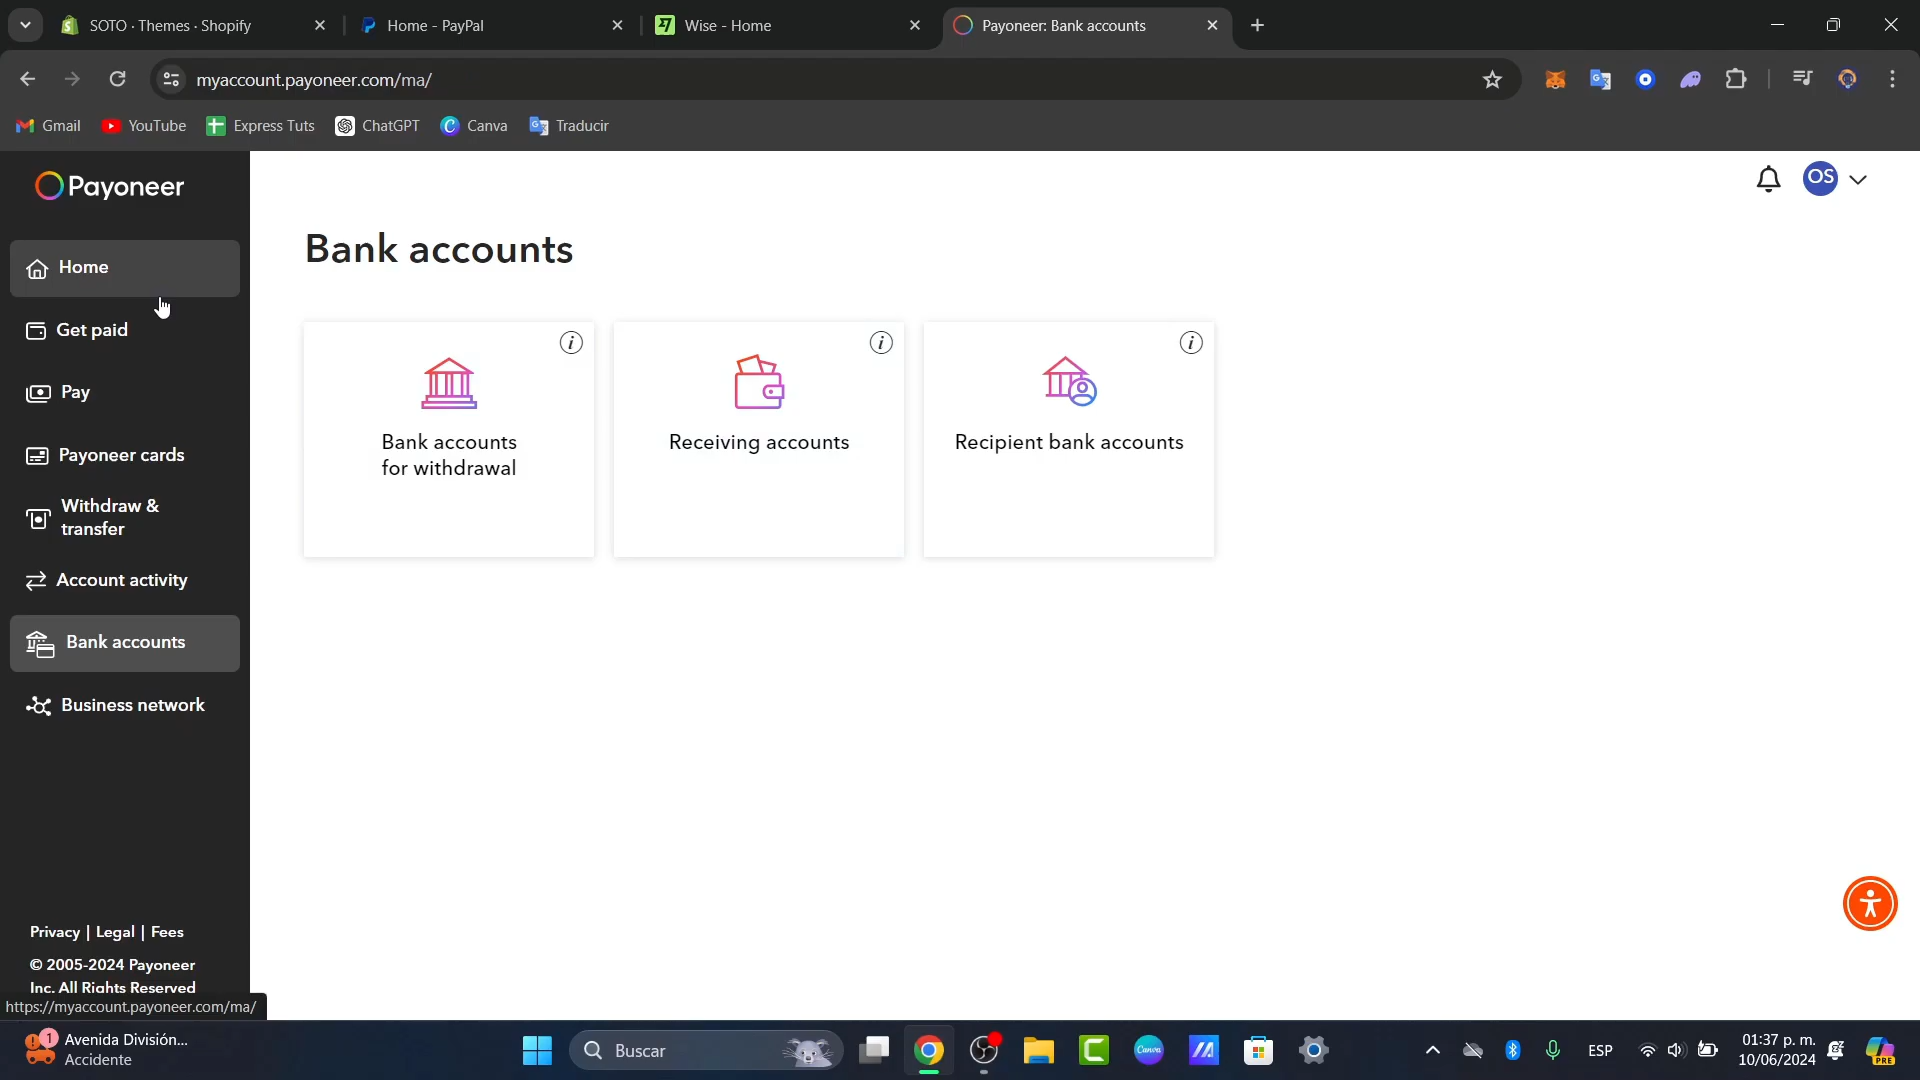 SOTO · Themes · Shopify
Home - PayPal
Wise - Home
Payoneer: Bank accounts
myaccount.payoneer.com/ma/
Gmail
YouTube
Express Tuts
ChatGPT
Canva
Traducir
Payoneer
OS
Bank accounts
Home
Get paid
Pay
Payoneer cards
Withdraw &
transfer
Account activity
Bank accounts
Business network
Bank accounts
for withdrawal
Receiving accounts
Recipient bank accounts
Privacy | Legal | Fees
© 2005-2024 Payoneer
Inc. All Rights Reserved
https://myaccount.payoneer.com/ma/
1
Avenida División...
Accidente
Buscar
Canva
ESP
01:37 p. m.
10/06/2024
PRE